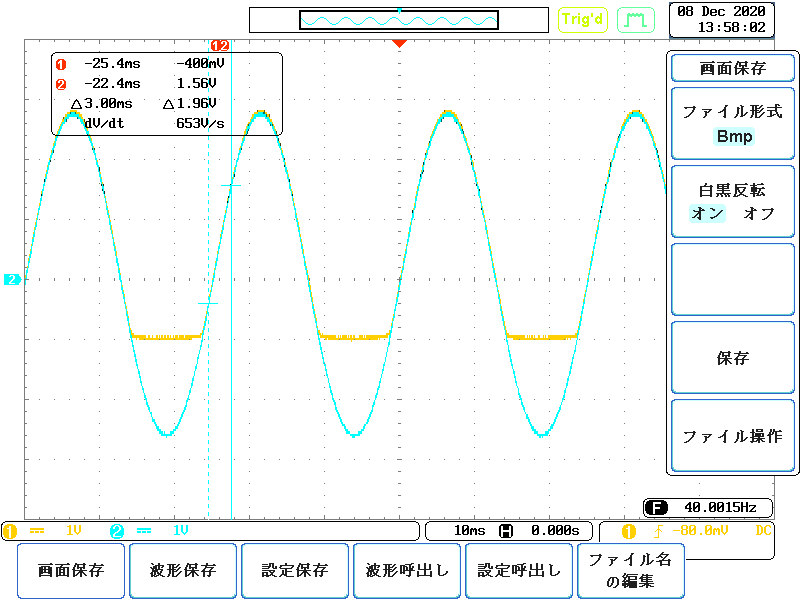 Trig'd
08 Dec 2020
13:58:02
1 2
1 -25.4ms -400mV
2 -22.4ms 1.56V
△3.00ms △1.96V
dV/dt 653V/s
2
画面保存
ファイル形式
Bmp
白黒反転
オン オフ
保存
ファイル操作
F 40.0015Hz
1 1V 2 1V 10ms H 0.000s 1 -80.0mV DC
画面保存 波形保存 設定保存 波形呼出し 設定呼出し ファイル名
の編集